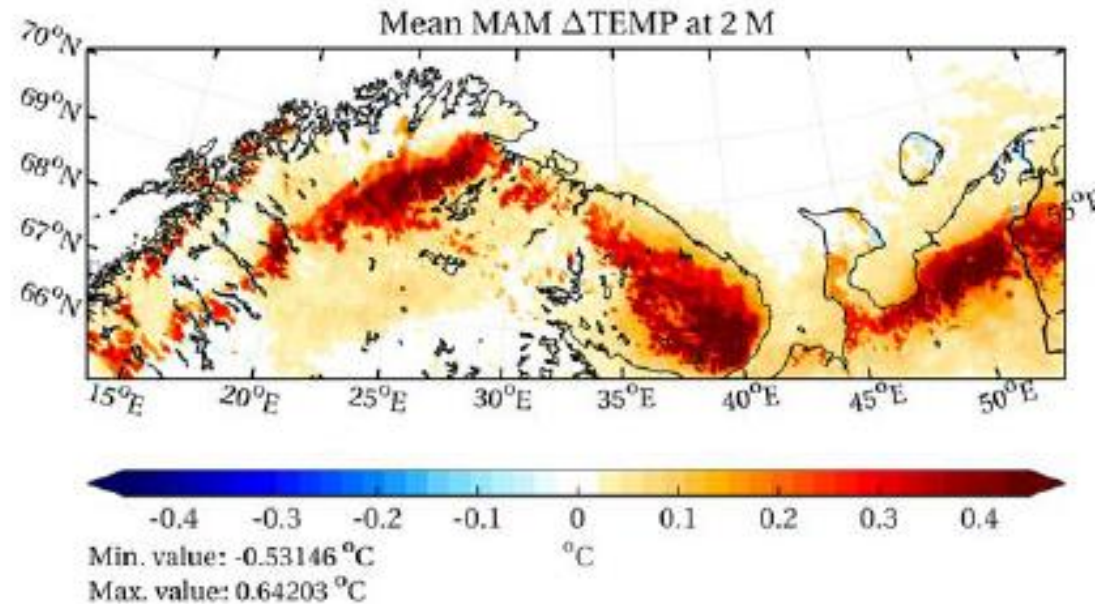 Mean MAM ΔTEMP at 2 M
70°N
69°N
68°N
67°N
66°N
15°E
20°E
25°E
30°E
35°E
40°E
45°E
50°E
-0.4 -0.3 -0.2 -0.1 0 0.1 0.2 0.3 0.4
°C
Min. value: -0.53146 °C
Max. value: 0.64203 °C